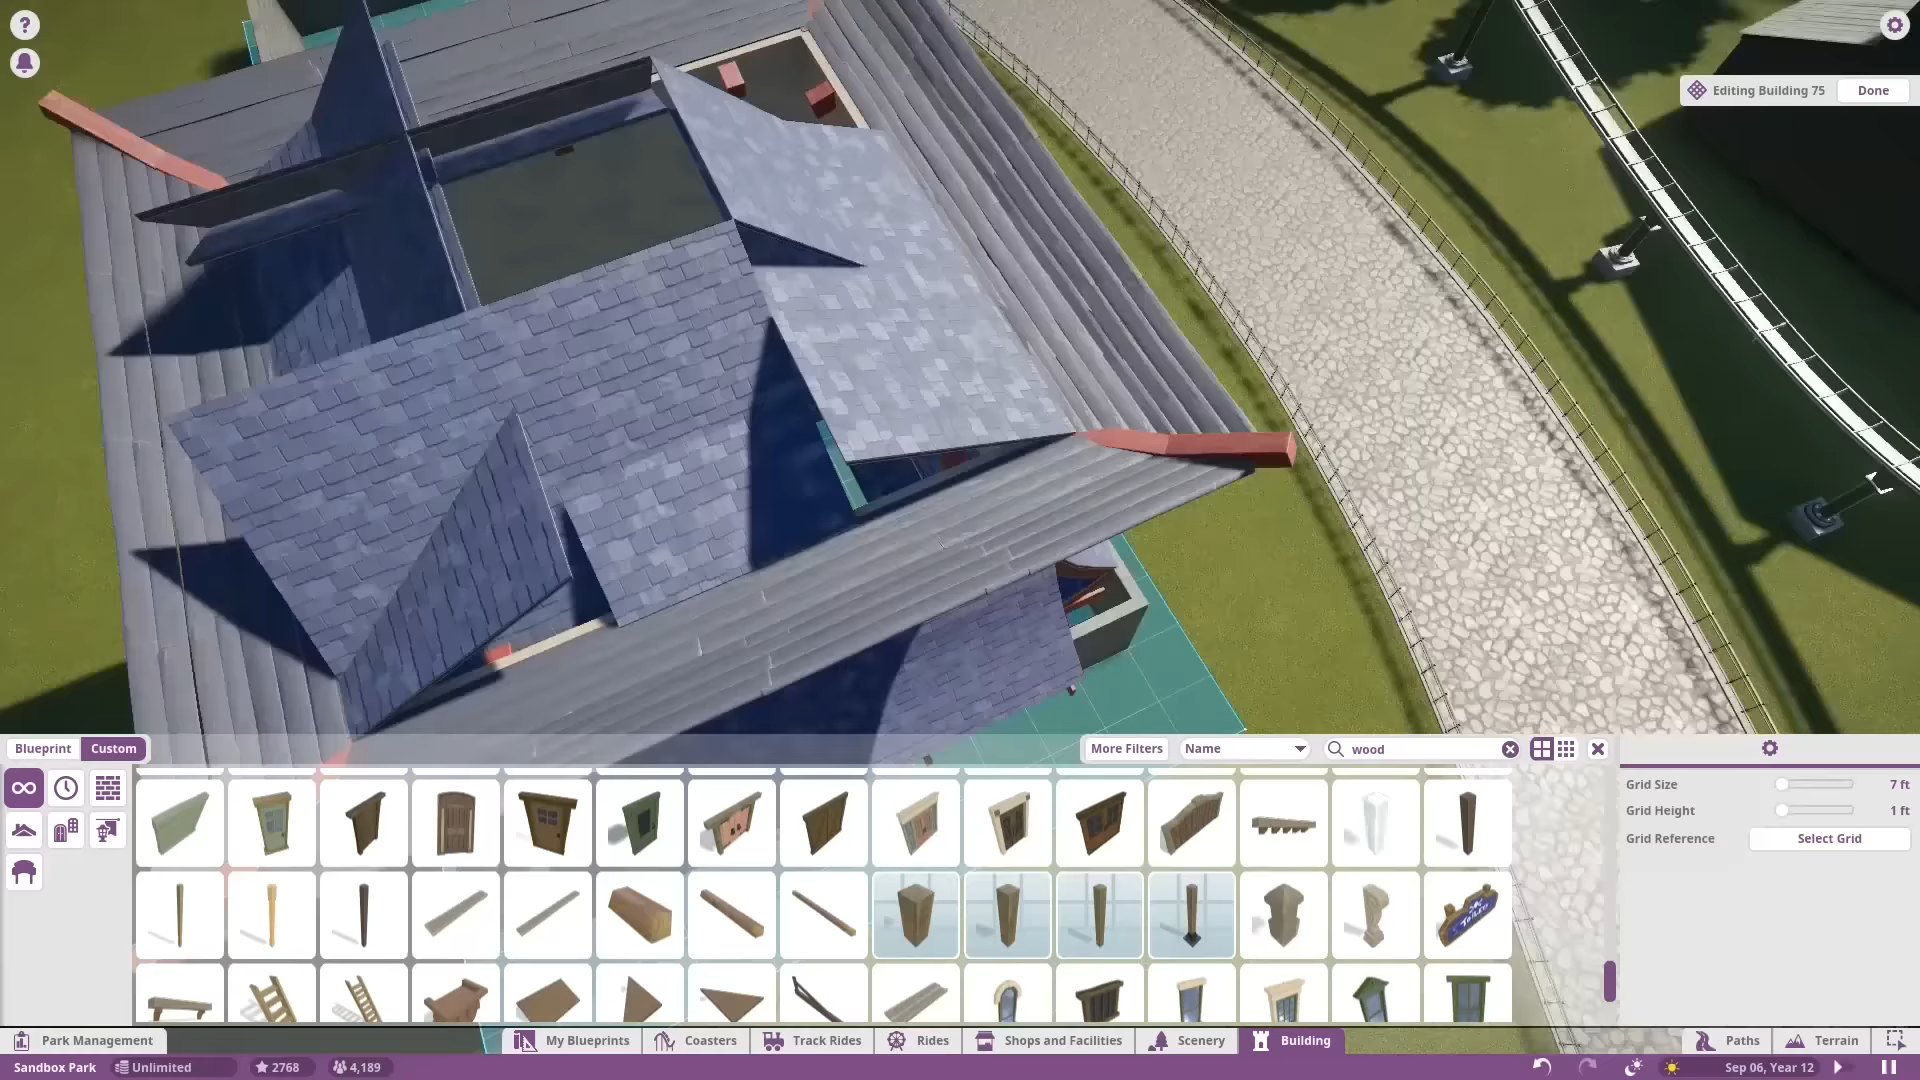 ?
Editing Building 75
Done
Blueprint
Custom
More Filters
Name
wood
Grid Size
7 ft
Grid Height
1 ft
Grid Reference
Select Grid
TOILETS
Park Management
My Blueprints
Coasters
Track Rides
Rides
Shops and Facilities
Scenery
Building
Paths
Terrain
Sandbox Park
Unlimited
2768
4,189
Sep 06, Year 12